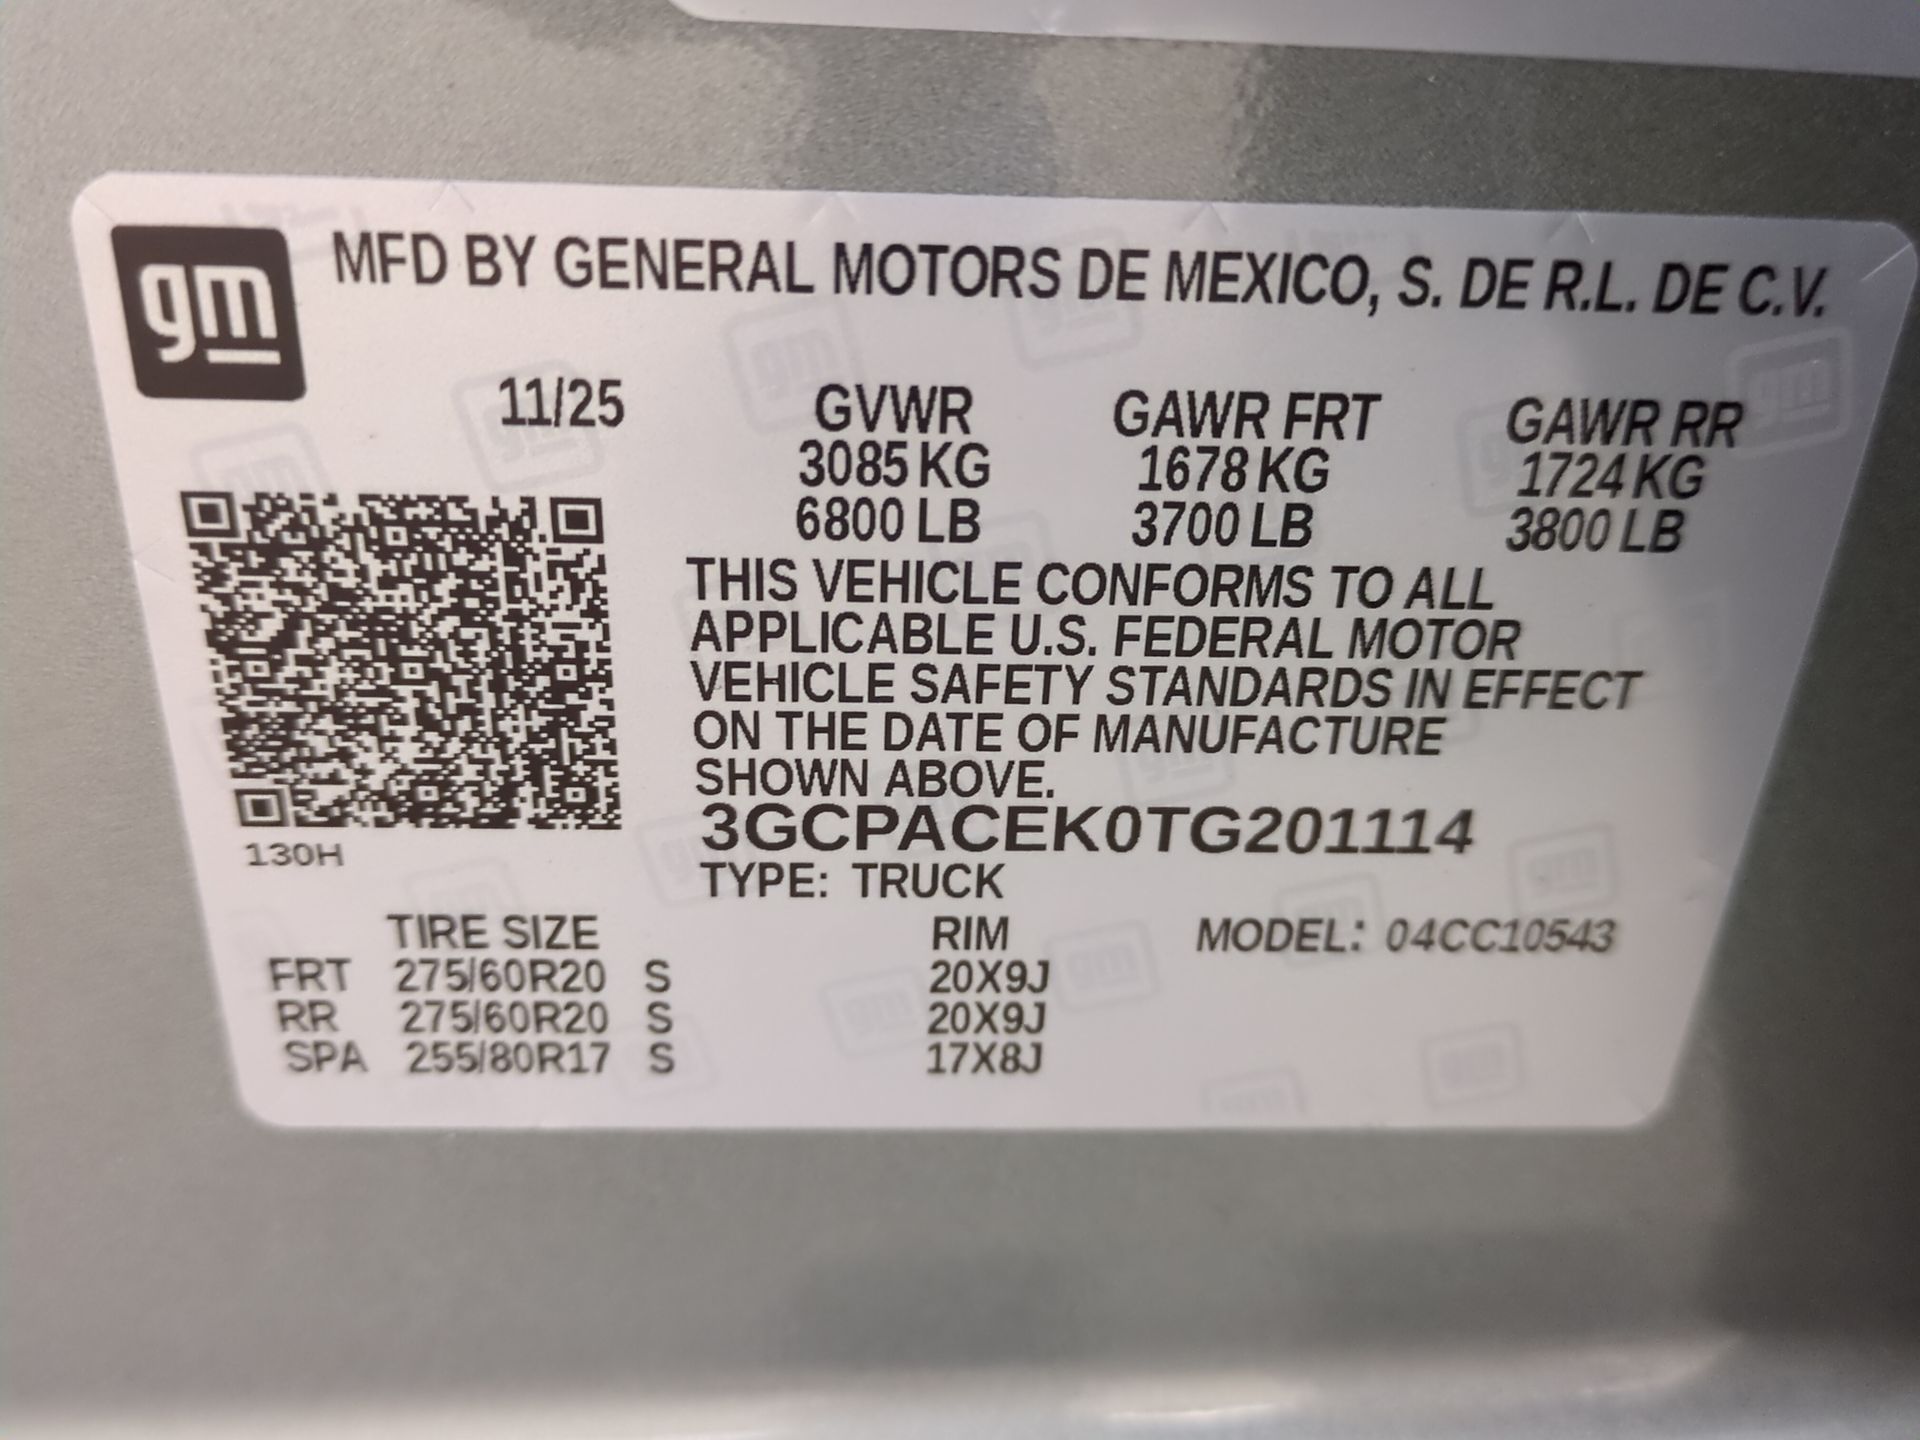 gm
MFD BY GENERAL MOTORS DE MEXICO, S. DE R.L. DE C.V.
11/25 GVWR GAWR FRT GAWR RR
3085 KG 1678 KG 1724 KG
6800 LB 3700 LB 3800 LB
THIS VEHICLE CONFORMS TO ALL
APPLICABLE U.S. FEDERAL MOTOR
VEHICLE SAFETY STANDARDS IN EFFECT
ON THE DATE OF MANUFACTURE
SHOWN ABOVE.
3GCPACEK0TG201114
130H
TYPE: TRUCK
TIRE SIZE RIM MODEL: 04CC10543
FRT 275/60R20 S 20X9J
RR 275/60R20 S 20X9J
SPA 255/80R17 S 17X8J